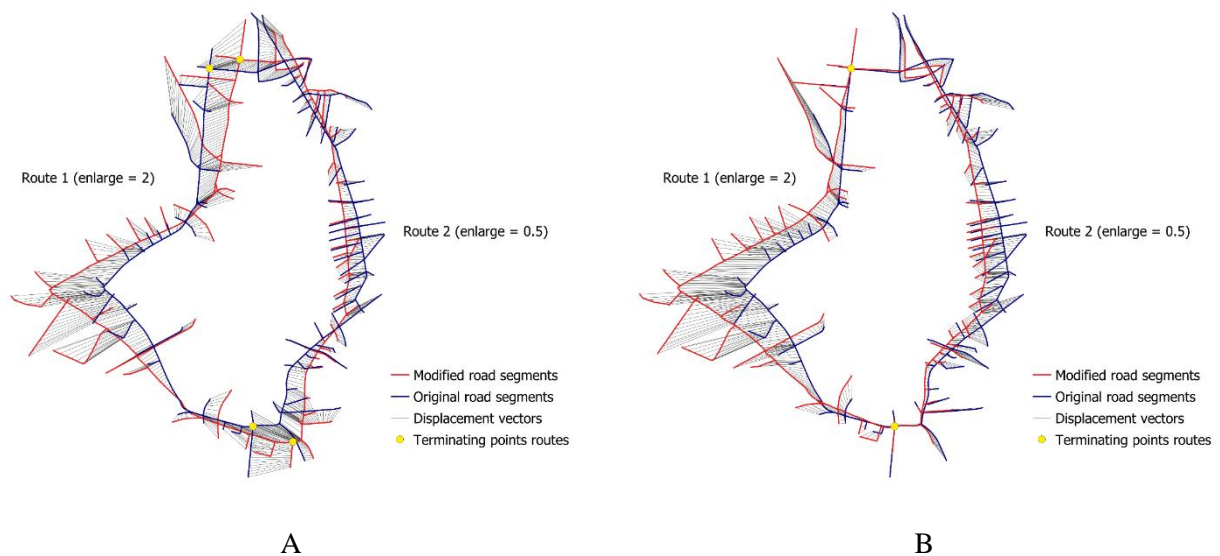 Route 1 (enlarge = 2)
Route 2 (enlarge = 0.5)
Modified road segments
Original road segments
Displacement vectors
Terminating points routes
A
Route 1 (enlarge = 2)
Route 2 (enlarge = 0.5)
Modified road segments
Original road segments
Displacement vectors
Terminating points routes
B